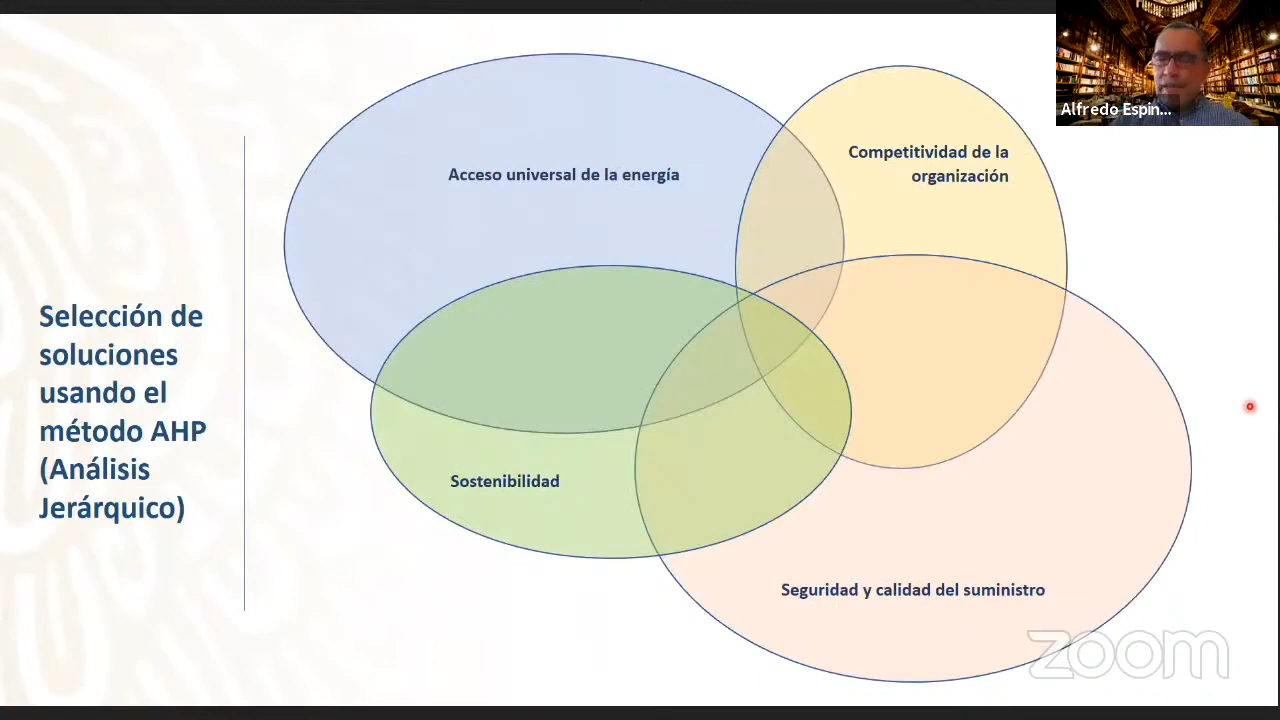 Alfredo Espin...
Acceso universal de la energía
Competitividad de la
organización
Selección de
soluciones
usando el
método AHP
(Análisis
Jerárquico)
Sostenibilidad
Seguridad y calidad del suministro
zoom